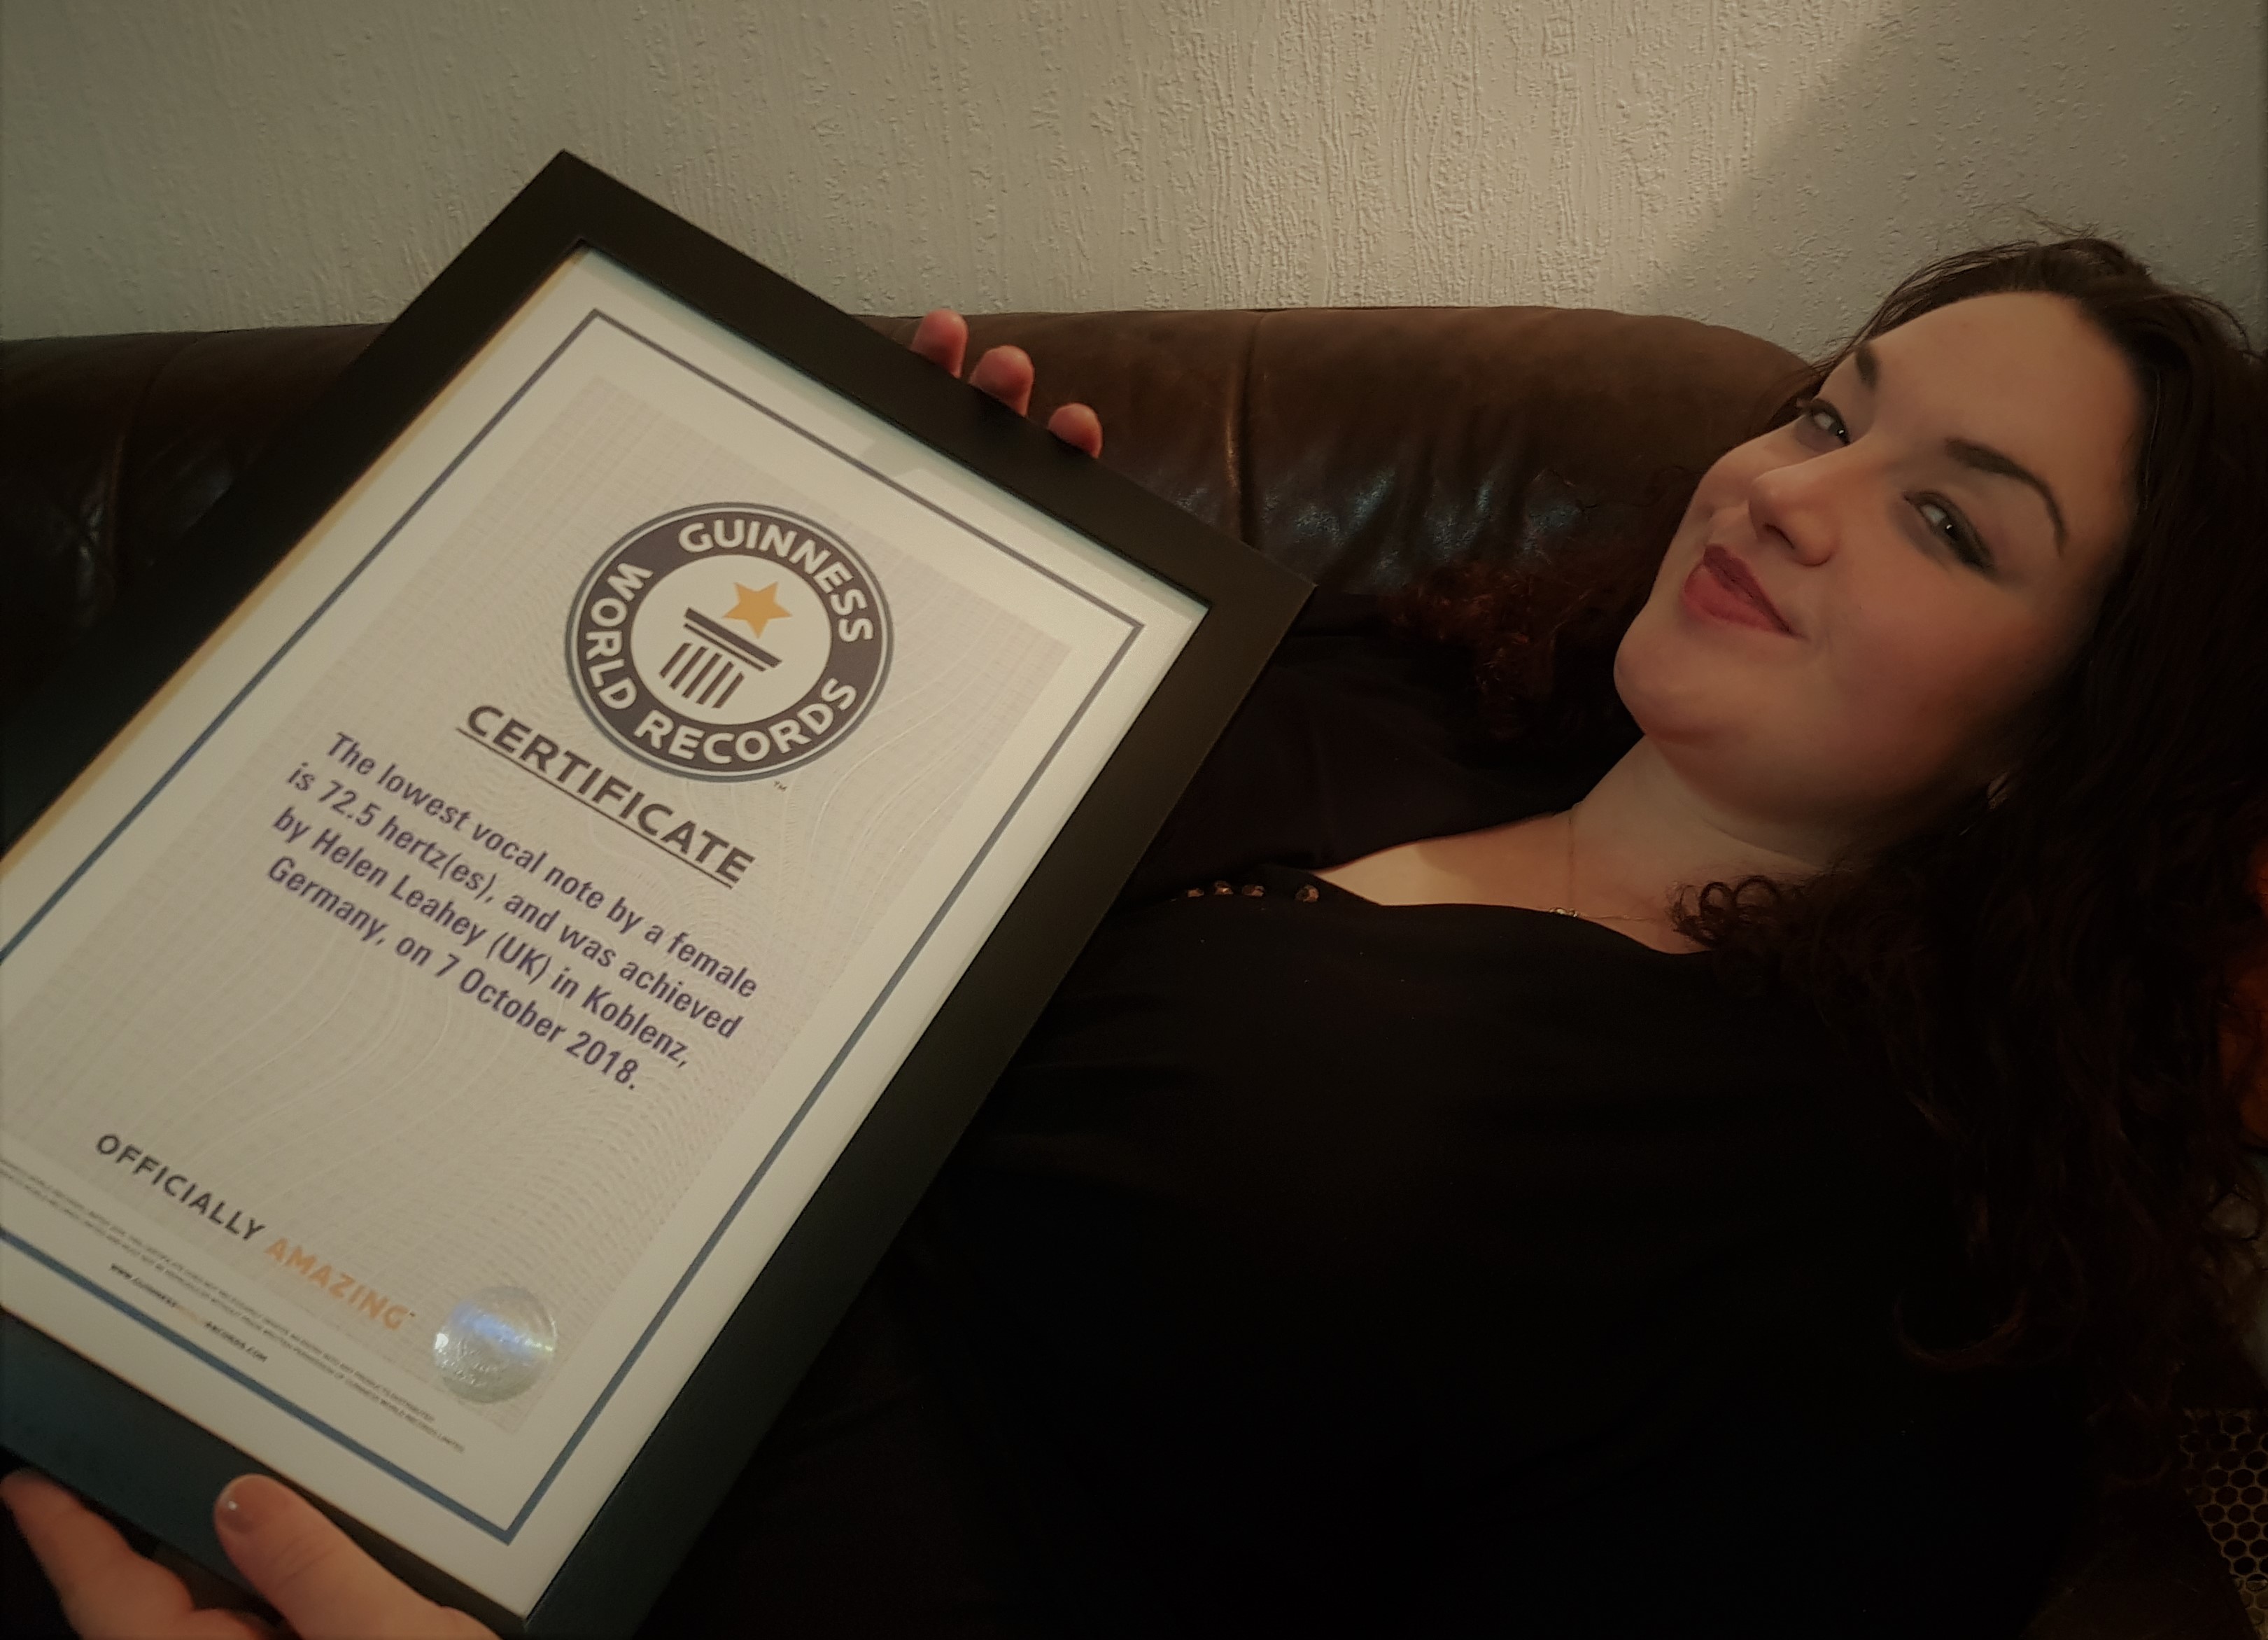 GUINNESS
WORLD RECORDS
TM
CERTIFICATE
The lowest vocal note by a female
is 72.5 hertz(es), and was achieved
by Helen Leahey (UK) in Koblenz,
Germany, on 7 October 2018.
OFFICIALLY AMAZING